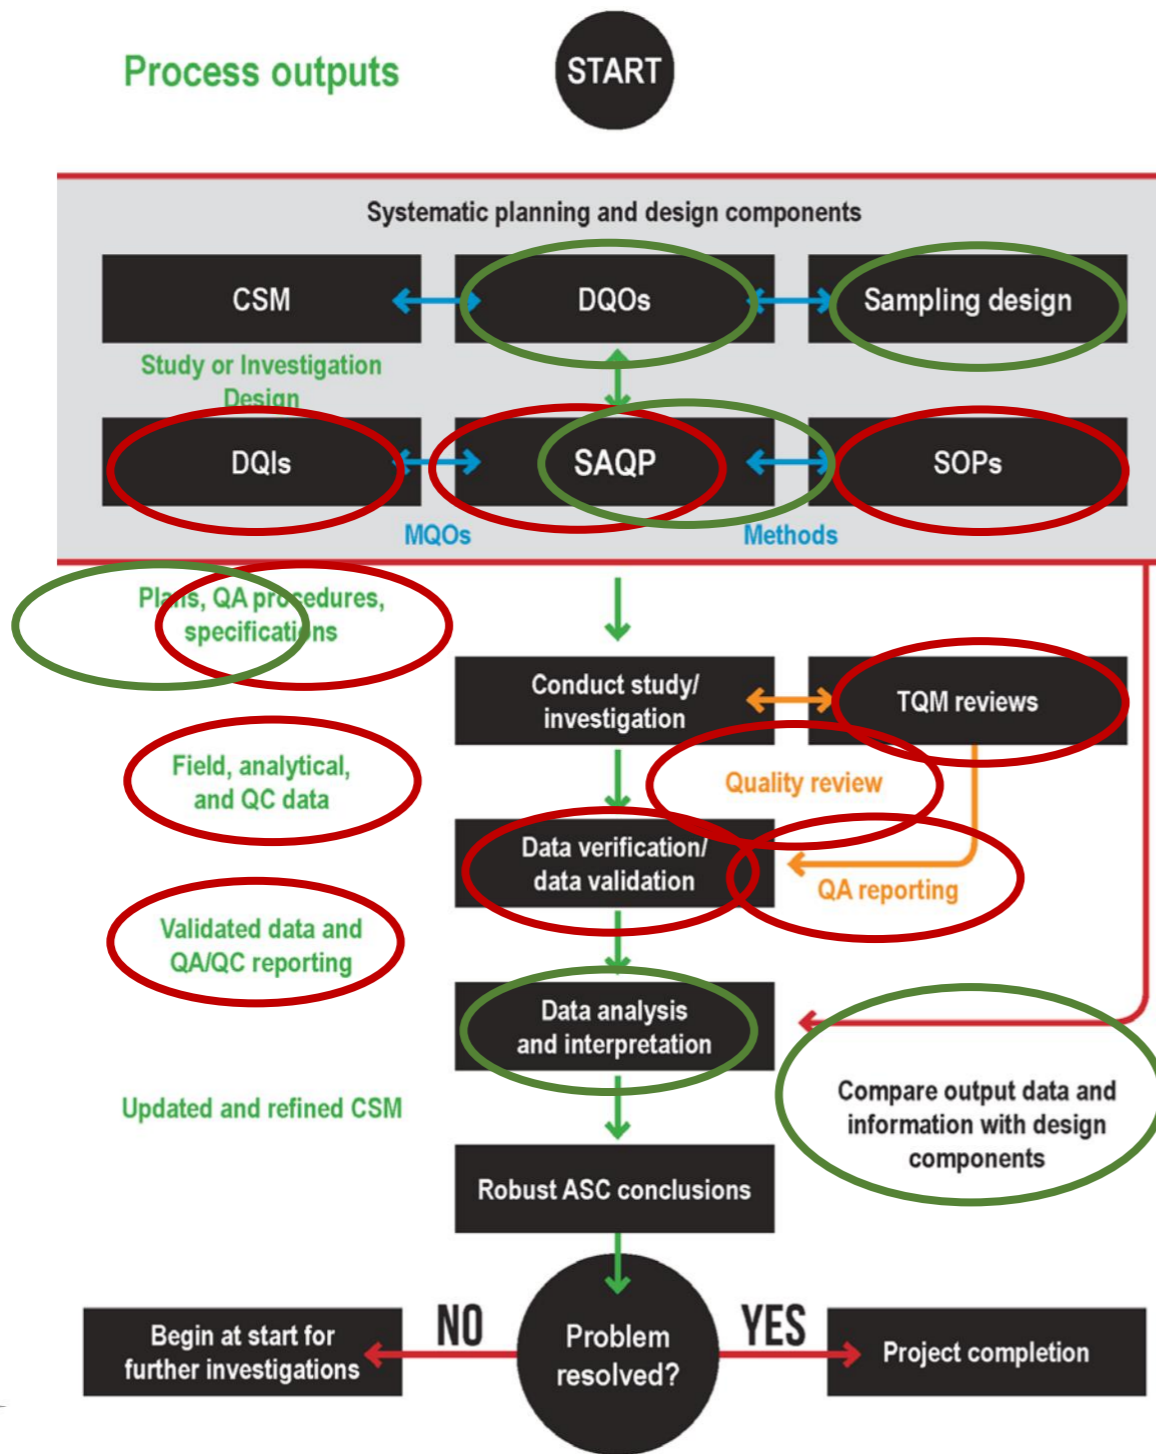 Process outputs
START
Systematic planning and design components
CSM
DQOs
Sampling design
Study or Investigation
Design
DQIs
SAQP
SOPs
MQOs
Methods
Plans, QA procedures,
specifications
Conduct study/
investigation
TQM reviews
Field, analytical,
and QC data
Quality review
Data verification/
data validation
QA reporting
Validated data and
QA/QC reporting
Data analysis
and interpretation
Compare output data and
information with design
components
Updated and refined CSM
Robust ASC conclusions
Begin at start for
further investigations
NO
Problem
resolved?
YES
Project completion